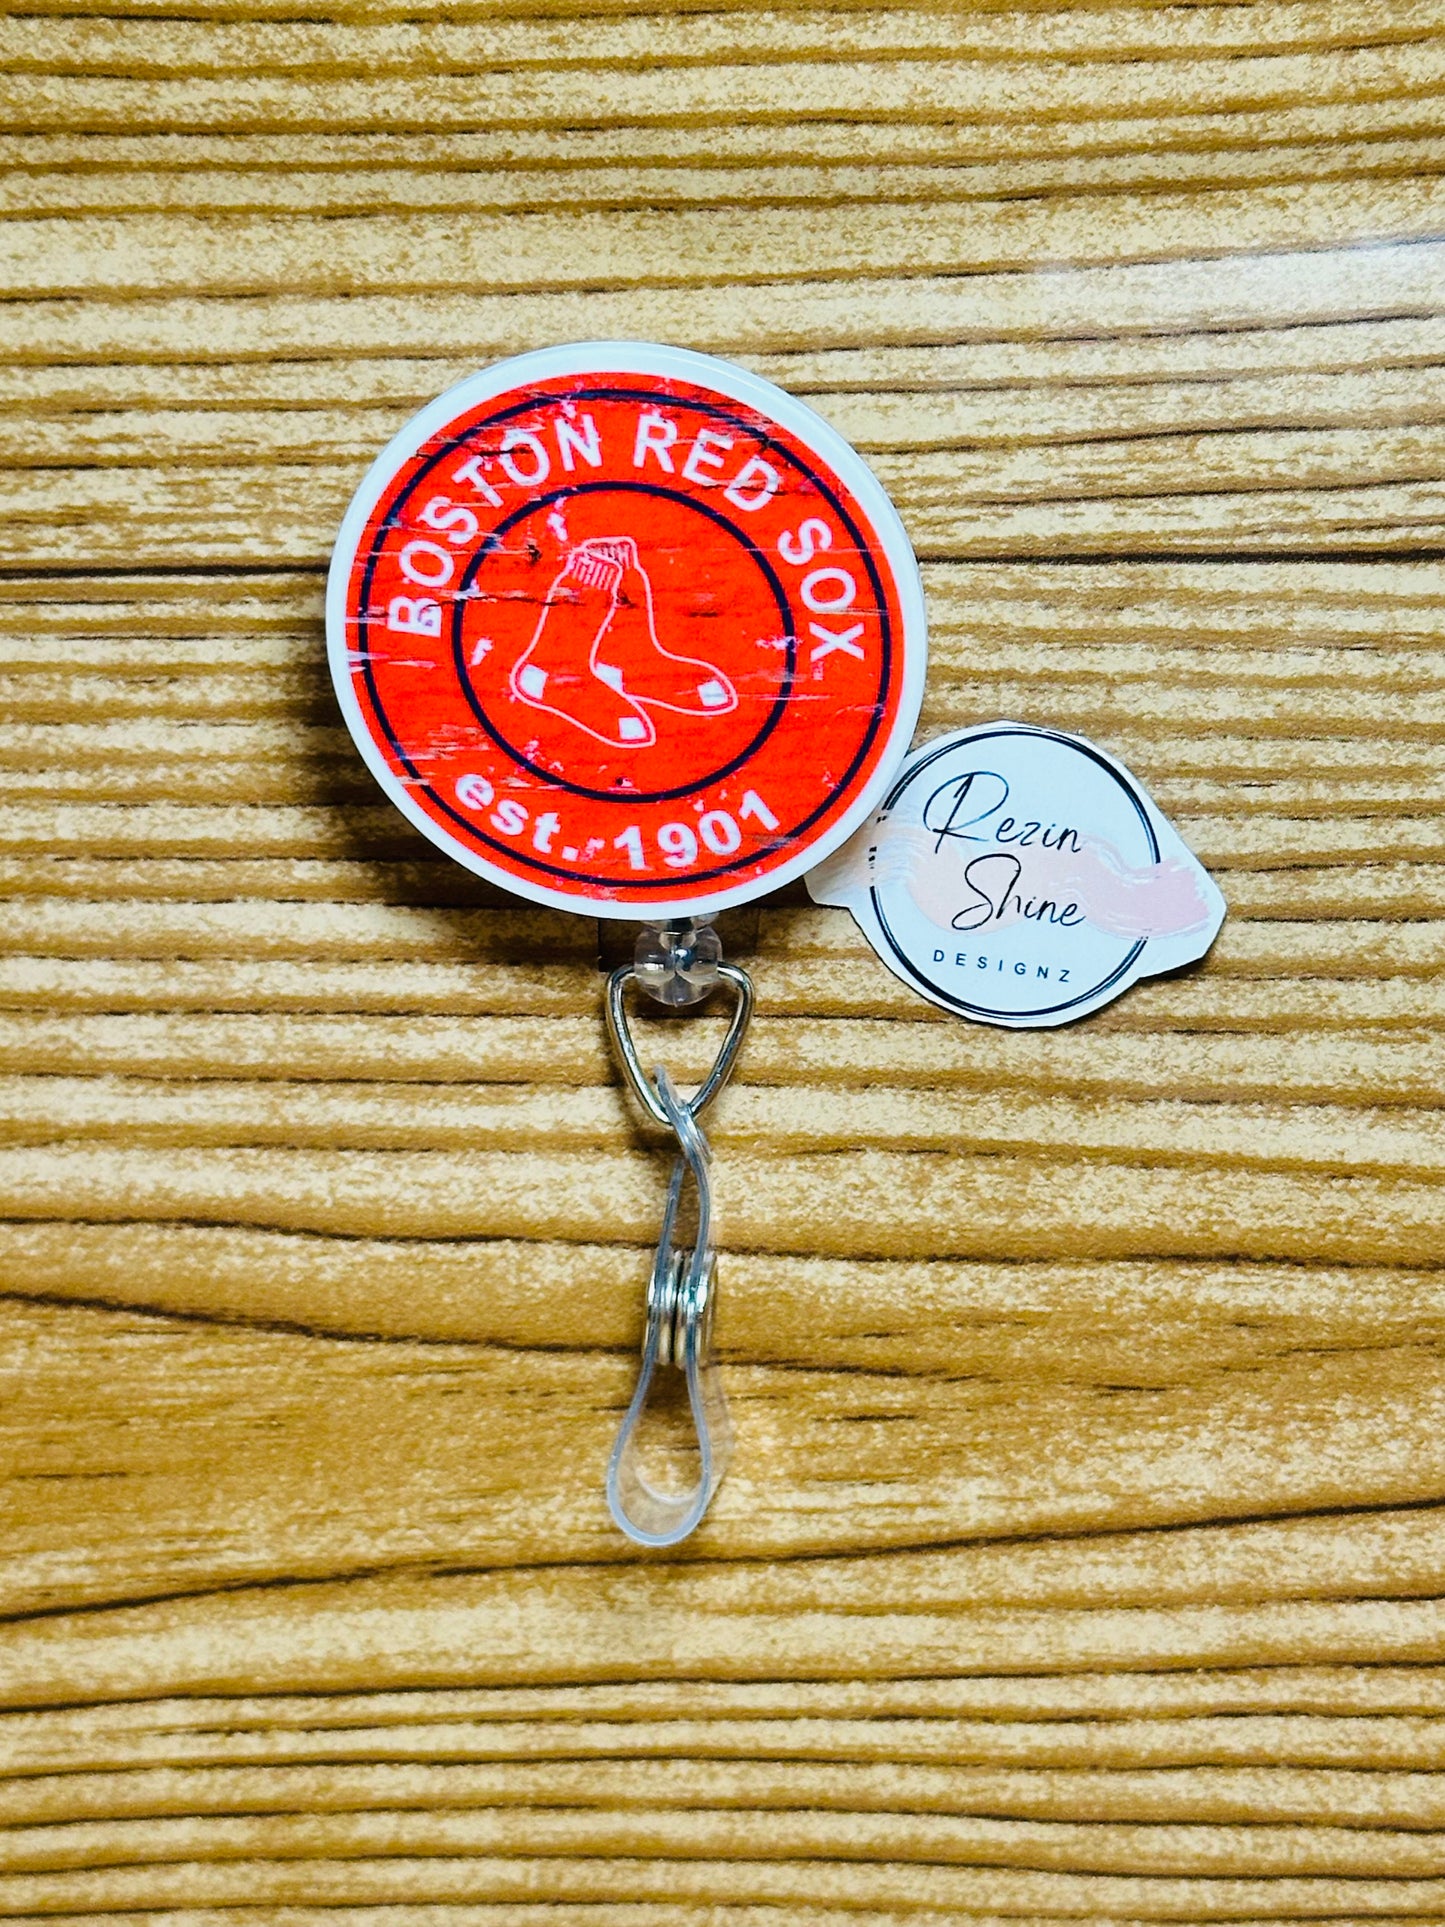 BOSTON RED SOX
est. 1901
Rezin
Shine
DESIGNZ